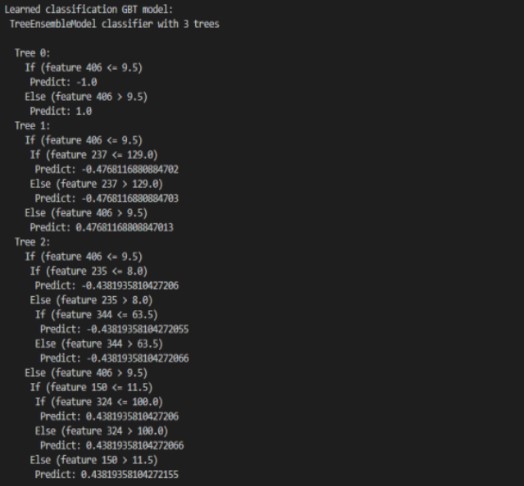 Learned classification GBT model:
TreeEnsembleModel classifier with 3 trees
Tree 0:
If (feature 406 <= 9.5)
Predict: -1.0
Else (feature 406 > 9.5)
Predict: 1.0
Tree 1:
If (feature 406 <= 9.5)
If (feature 237 <= 129.0)
Predict: -0.4768116880884702
Else (feature 237 > 129.0)
Predict: -0.4768116880884703
Else (feature 406 > 9.5)
Predict: 0.47681168808847013
Tree 2:
If (feature 406 <= 9.5)
If (feature 235 <= 8.0)
Predict: -0.4381935810427206
Else (feature 235 > 8.0)
If (feature 344 <= 63.5)
Predict: -0.43819358104272055
Else (feature 344 > 63.5)
Predict: -0.43819358104272066
Else (feature 406 > 9.5)
If (feature 150 <= 11.5)
If (feature 324 <= 100.0)
Predict: 0.4381935810427206
Else (feature 324 > 100.0)
Predict: 0.43819358104272066
Else (feature 150 > 11.5)
Predict: 0.43819358104272155